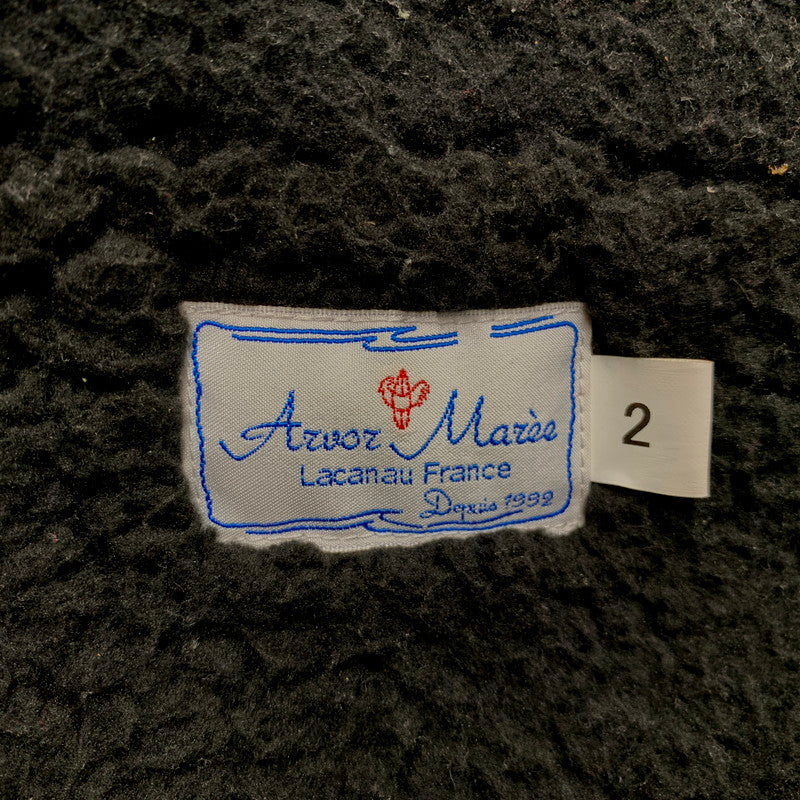 Arvor Marèe
Lacanau France
Depuis 1992
2